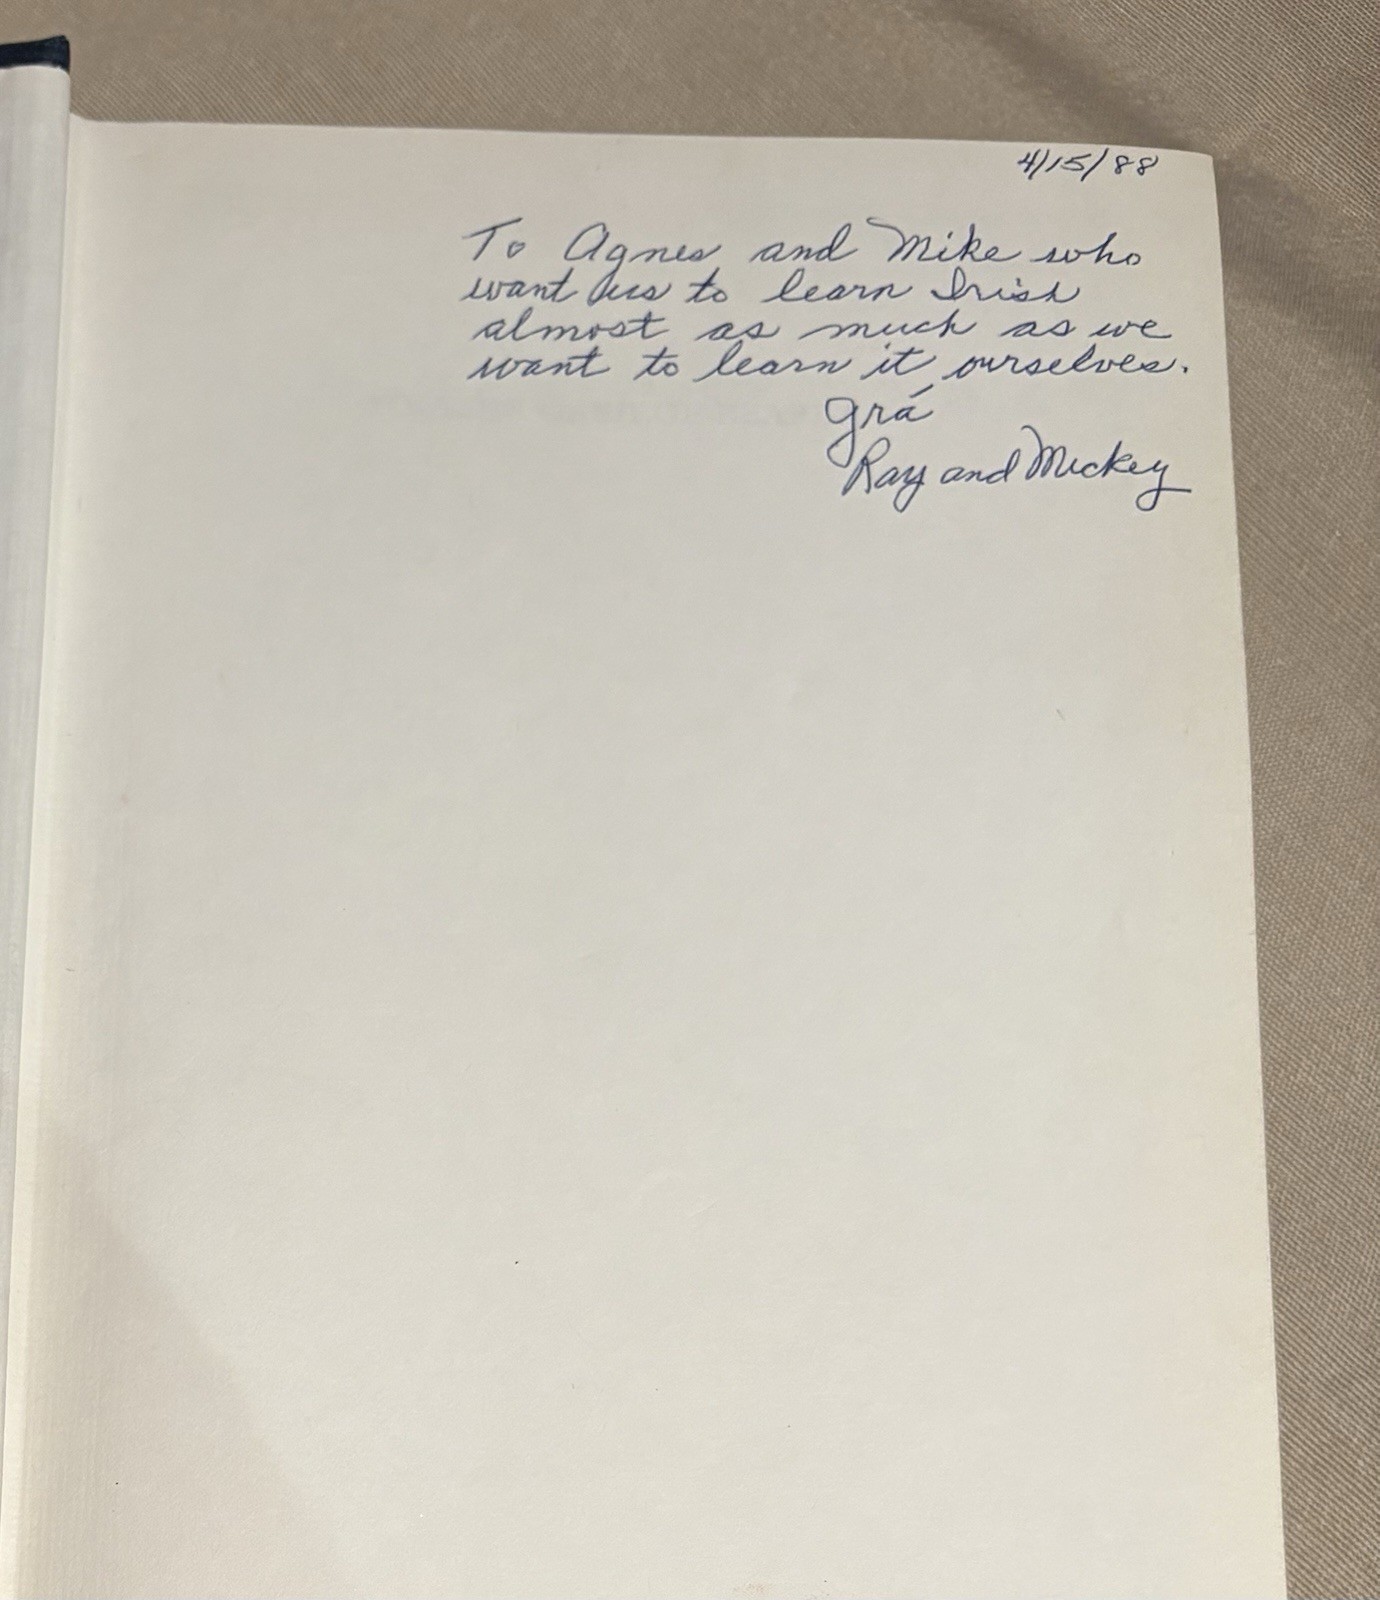 4/15/88
To Agnes and Mike who
want us to learn Irish
almost as much as we
want to learn it ourselves.
Grá
Ray and Mickey